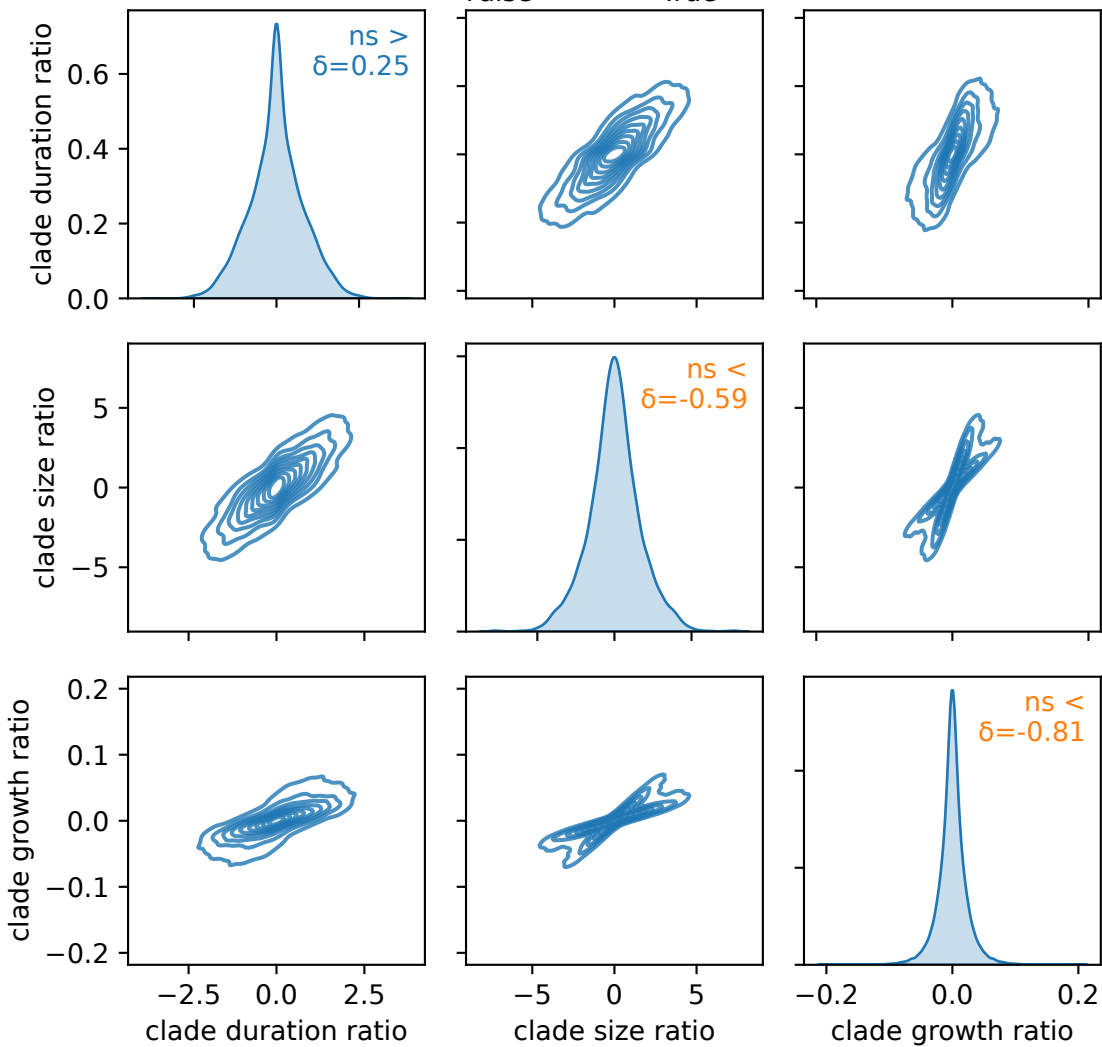 clade duration ratio
0.6
0.4
0.2
0.0
ns >
δ=0.25
clade size ratio
5
0
−5
ns <
δ=-0.59
clade growth ratio
0.2
0.1
0.0
−0.1
−0.2
ns <
δ=-0.81
−2.5 0.0 2.5
−5 0 5
−0.2 0.0 0.2
clade duration ratio
clade size ratio
clade growth ratio